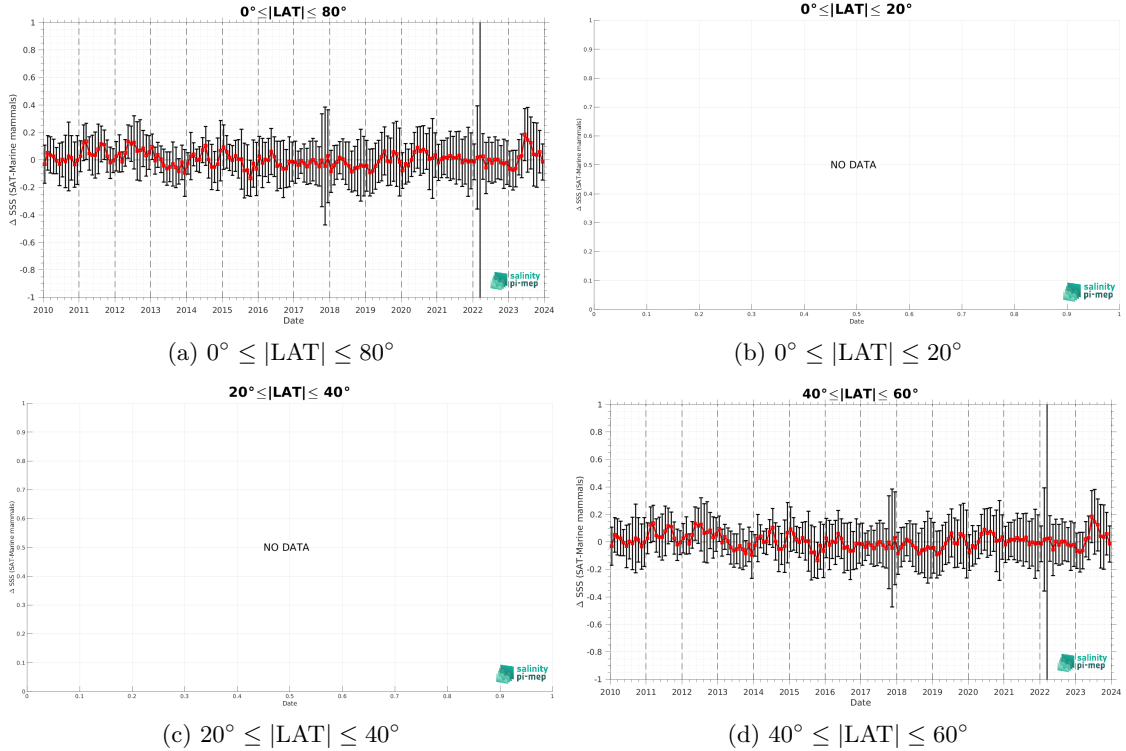 0°≤|LAT|≤ 80°
Δ SSS (SAT-Marine mammals)
1
0.8
0.6
0.4
0.2
0
-0.2
-0.4
-0.6
-0.8
-1
2010 2011 2012 2013 2014 2015 2016 2017 2018 2019 2020 2021 2022 2023 2024
Date
salinity
pi-mep
(a) 0° ≤ |LAT| ≤ 80°
0°≤|LAT|≤ 20°
Δ SSS (SAT-Marine mammals)
1
0.9
0.8
0.7
0.6
0.5
0.4
0.3
0.2
0.1
0
NO DATA
0 0.1 0.2 0.3 0.4 0.5 0.6 0.7 0.8 0.9 1
Date
salinity
pi-mep
(b) 0° ≤ |LAT| ≤ 20°
20°≤|LAT|≤ 40°
Δ SSS (SAT-Marine mammals)
1
0.9
0.8
0.7
0.6
0.5
0.4
0.3
0.2
0.1
0
NO DATA
0 0.1 0.2 0.3 0.4 0.5 0.6 0.7 0.8 0.9 1
Date
salinity
pi-mep
(c) 20° ≤ |LAT| ≤ 40°
40°≤|LAT|≤ 60°
Δ SSS (SAT-Marine mammals)
1
0.8
0.6
0.4
0.2
0
-0.2
-0.4
-0.6
-0.8
-1
2010 2011 2012 2013 2014 2015 2016 2017 2018 2019 2020 2021 2022 2023 2024
Date
salinity
pi-mep
(d) 40° ≤ |LAT| ≤ 60°